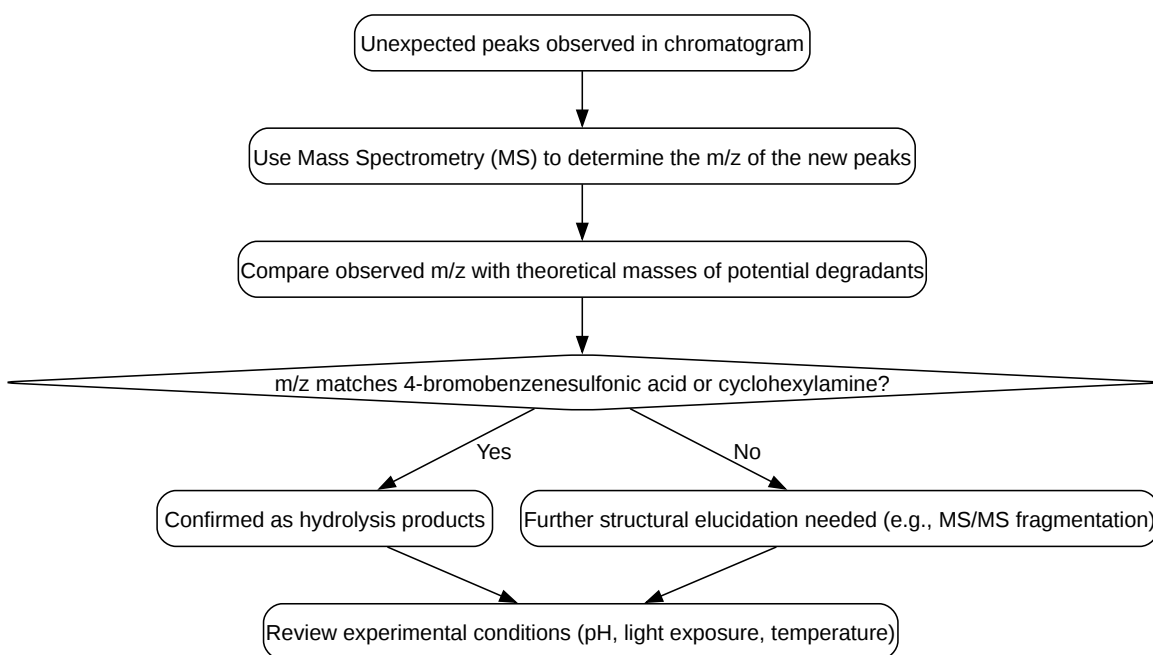 Unexpected peaks observed in chromatogram
Use Mass Spectrometry (MS) to determine the m/z of the new peaks
Compare observed m/z with theoretical masses of potential degradants
m/z matches 4-bromobenzenesulfonic acid or cyclohexylamine?
Yes
No
Confirmed as hydrolysis products
Further structural elucidation needed (e.g., MS/MS fragmentation)
Review experimental conditions (pH, light exposure, temperature)